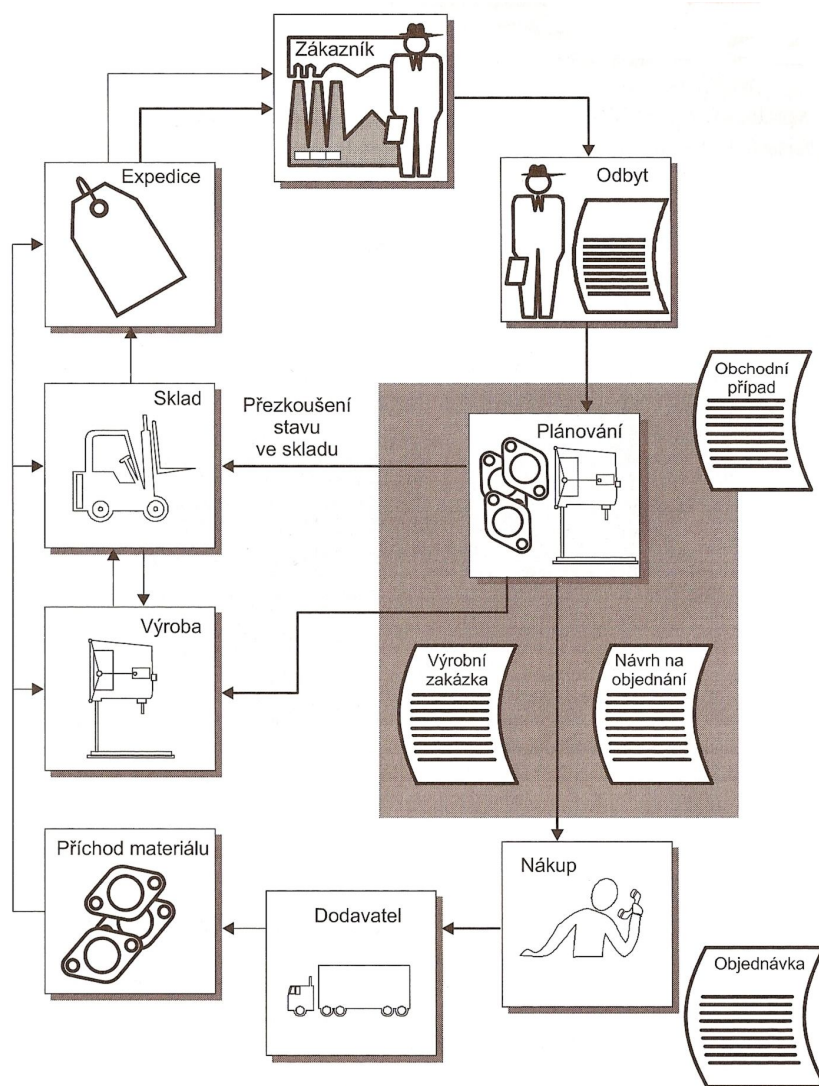 Zákazník
Expedice
Odbyt
Obchodní
případ
Sklad
Přezkoušení
stavu
ve skladu
Plánování
Výroba
Výrobní
zakázka
Návrh na
objednání
Příchod materiálu
Nákup
Dodavatel
Objednávka